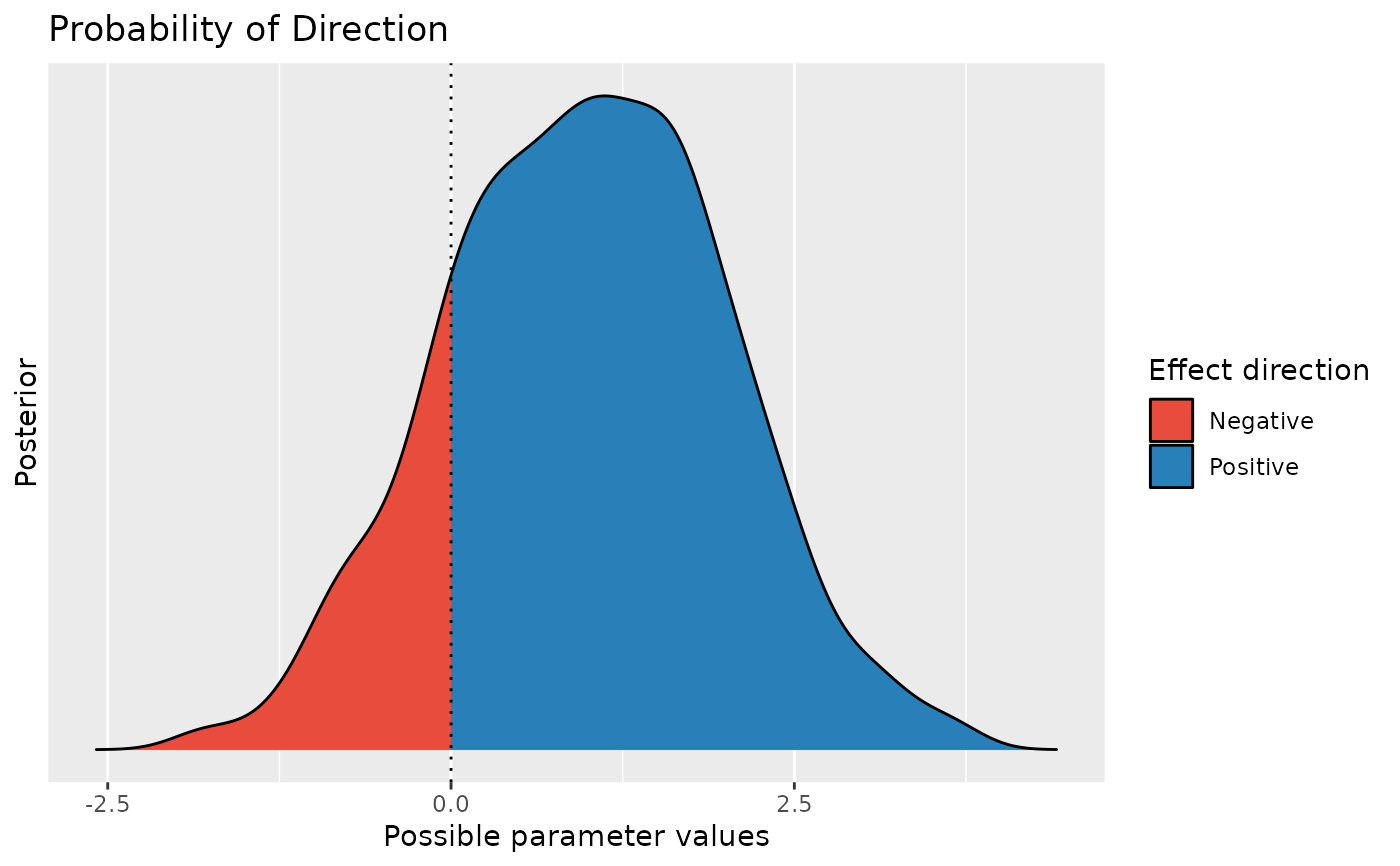 Probability of Direction
Posterior
-2.5
0.0
2.5
Possible parameter values
Effect direction
Negative
Positive